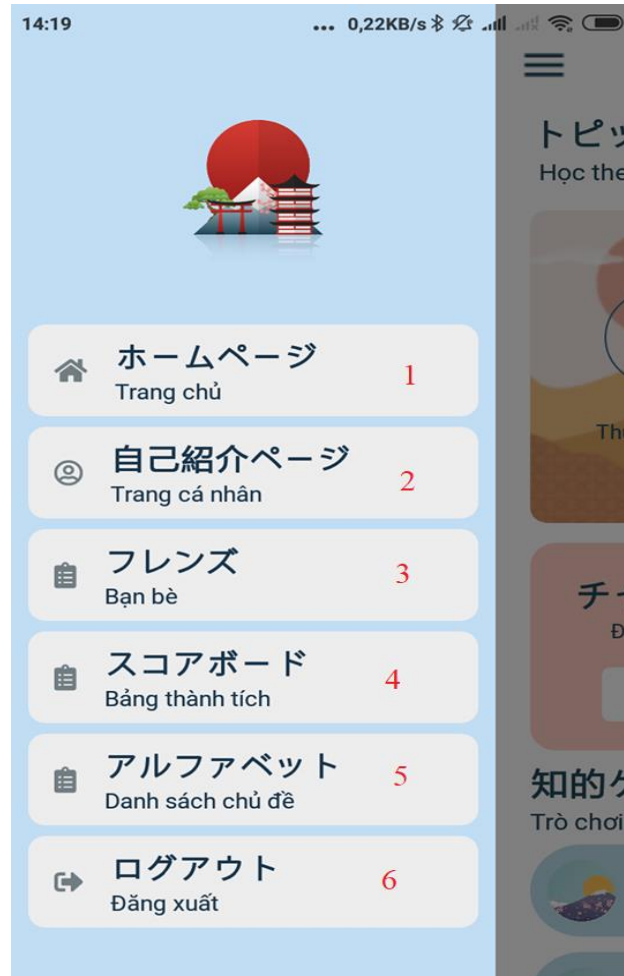 14:19
... 0,22KB/s
ホームページ
Trang chủ
1
自己紹介ページ
Trang cá nhân
2
フレンズ
Bạn bè
3
スコアボード
Bảng thành tích
4
アルファベット
Danh sách chủ đề
5
ログアウト
Đăng xuất
6
トピッ
Học the
Th
チ
Đ
知的
Trò chơi